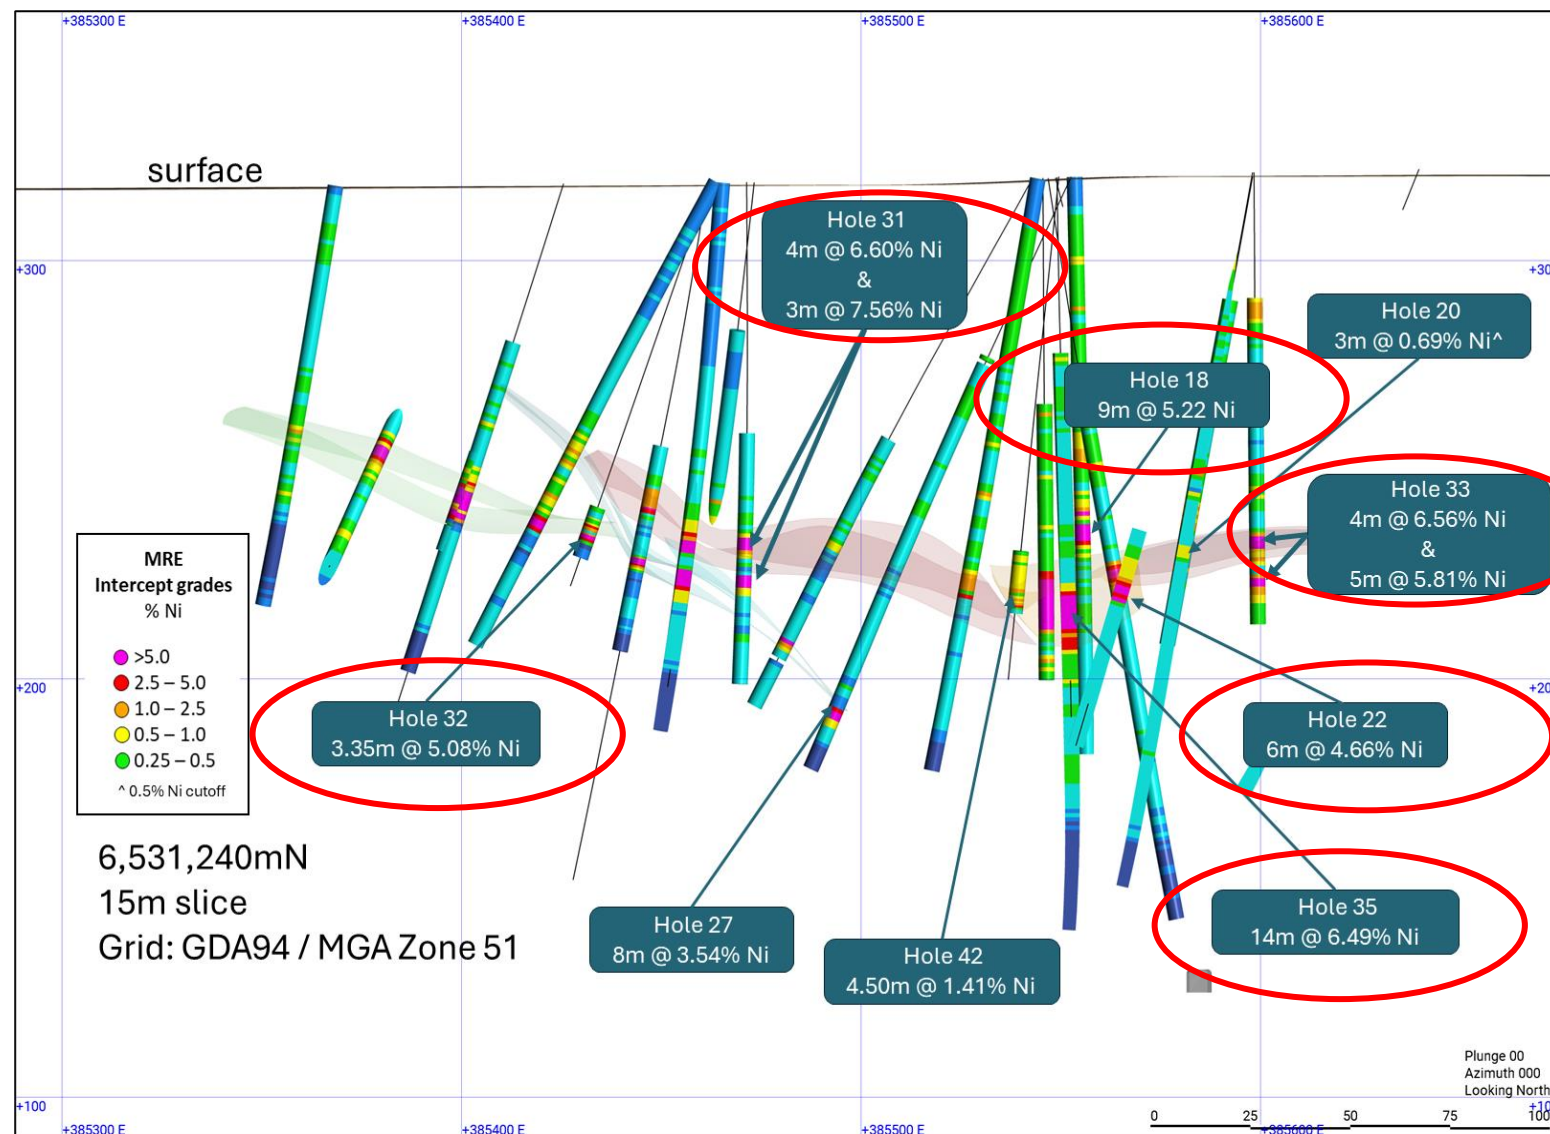 +385300 E
+385400 E
+385500 E
+385600 E
surface
Hole 31
4m @ 6.60% Ni
&
3m @ 7.56% Ni
+300
+30
Hole 20
3m @ 0.69% Ni^
Hole 18
9m @ 5.22 Ni
Hole 33
4m @ 6.56% Ni
&
5m @ 5.81% Ni
MRE
Intercept grades
% Ni
>5.0
2.5 – 5.0
1.0 – 2.5
0.5 – 1.0
0.25 – 0.5
^ 0.5% Ni cutoff
+200
+20
Hole 32
3.35m @ 5.08% Ni
Hole 22
6m @ 4.66% Ni
6,531,240mN
15m slice
Grid: GDA94 / MGA Zone 51
Hole 27
8m @ 3.54% Ni
Hole 42
4.50m @ 1.41% Ni
Hole 35
14m @ 6.49% Ni
Plunge 00
Azimuth 000
Looking North
+100
+10
0 25 50 75 100
+385300 E
+385400 E
+385500 E
+385600 E